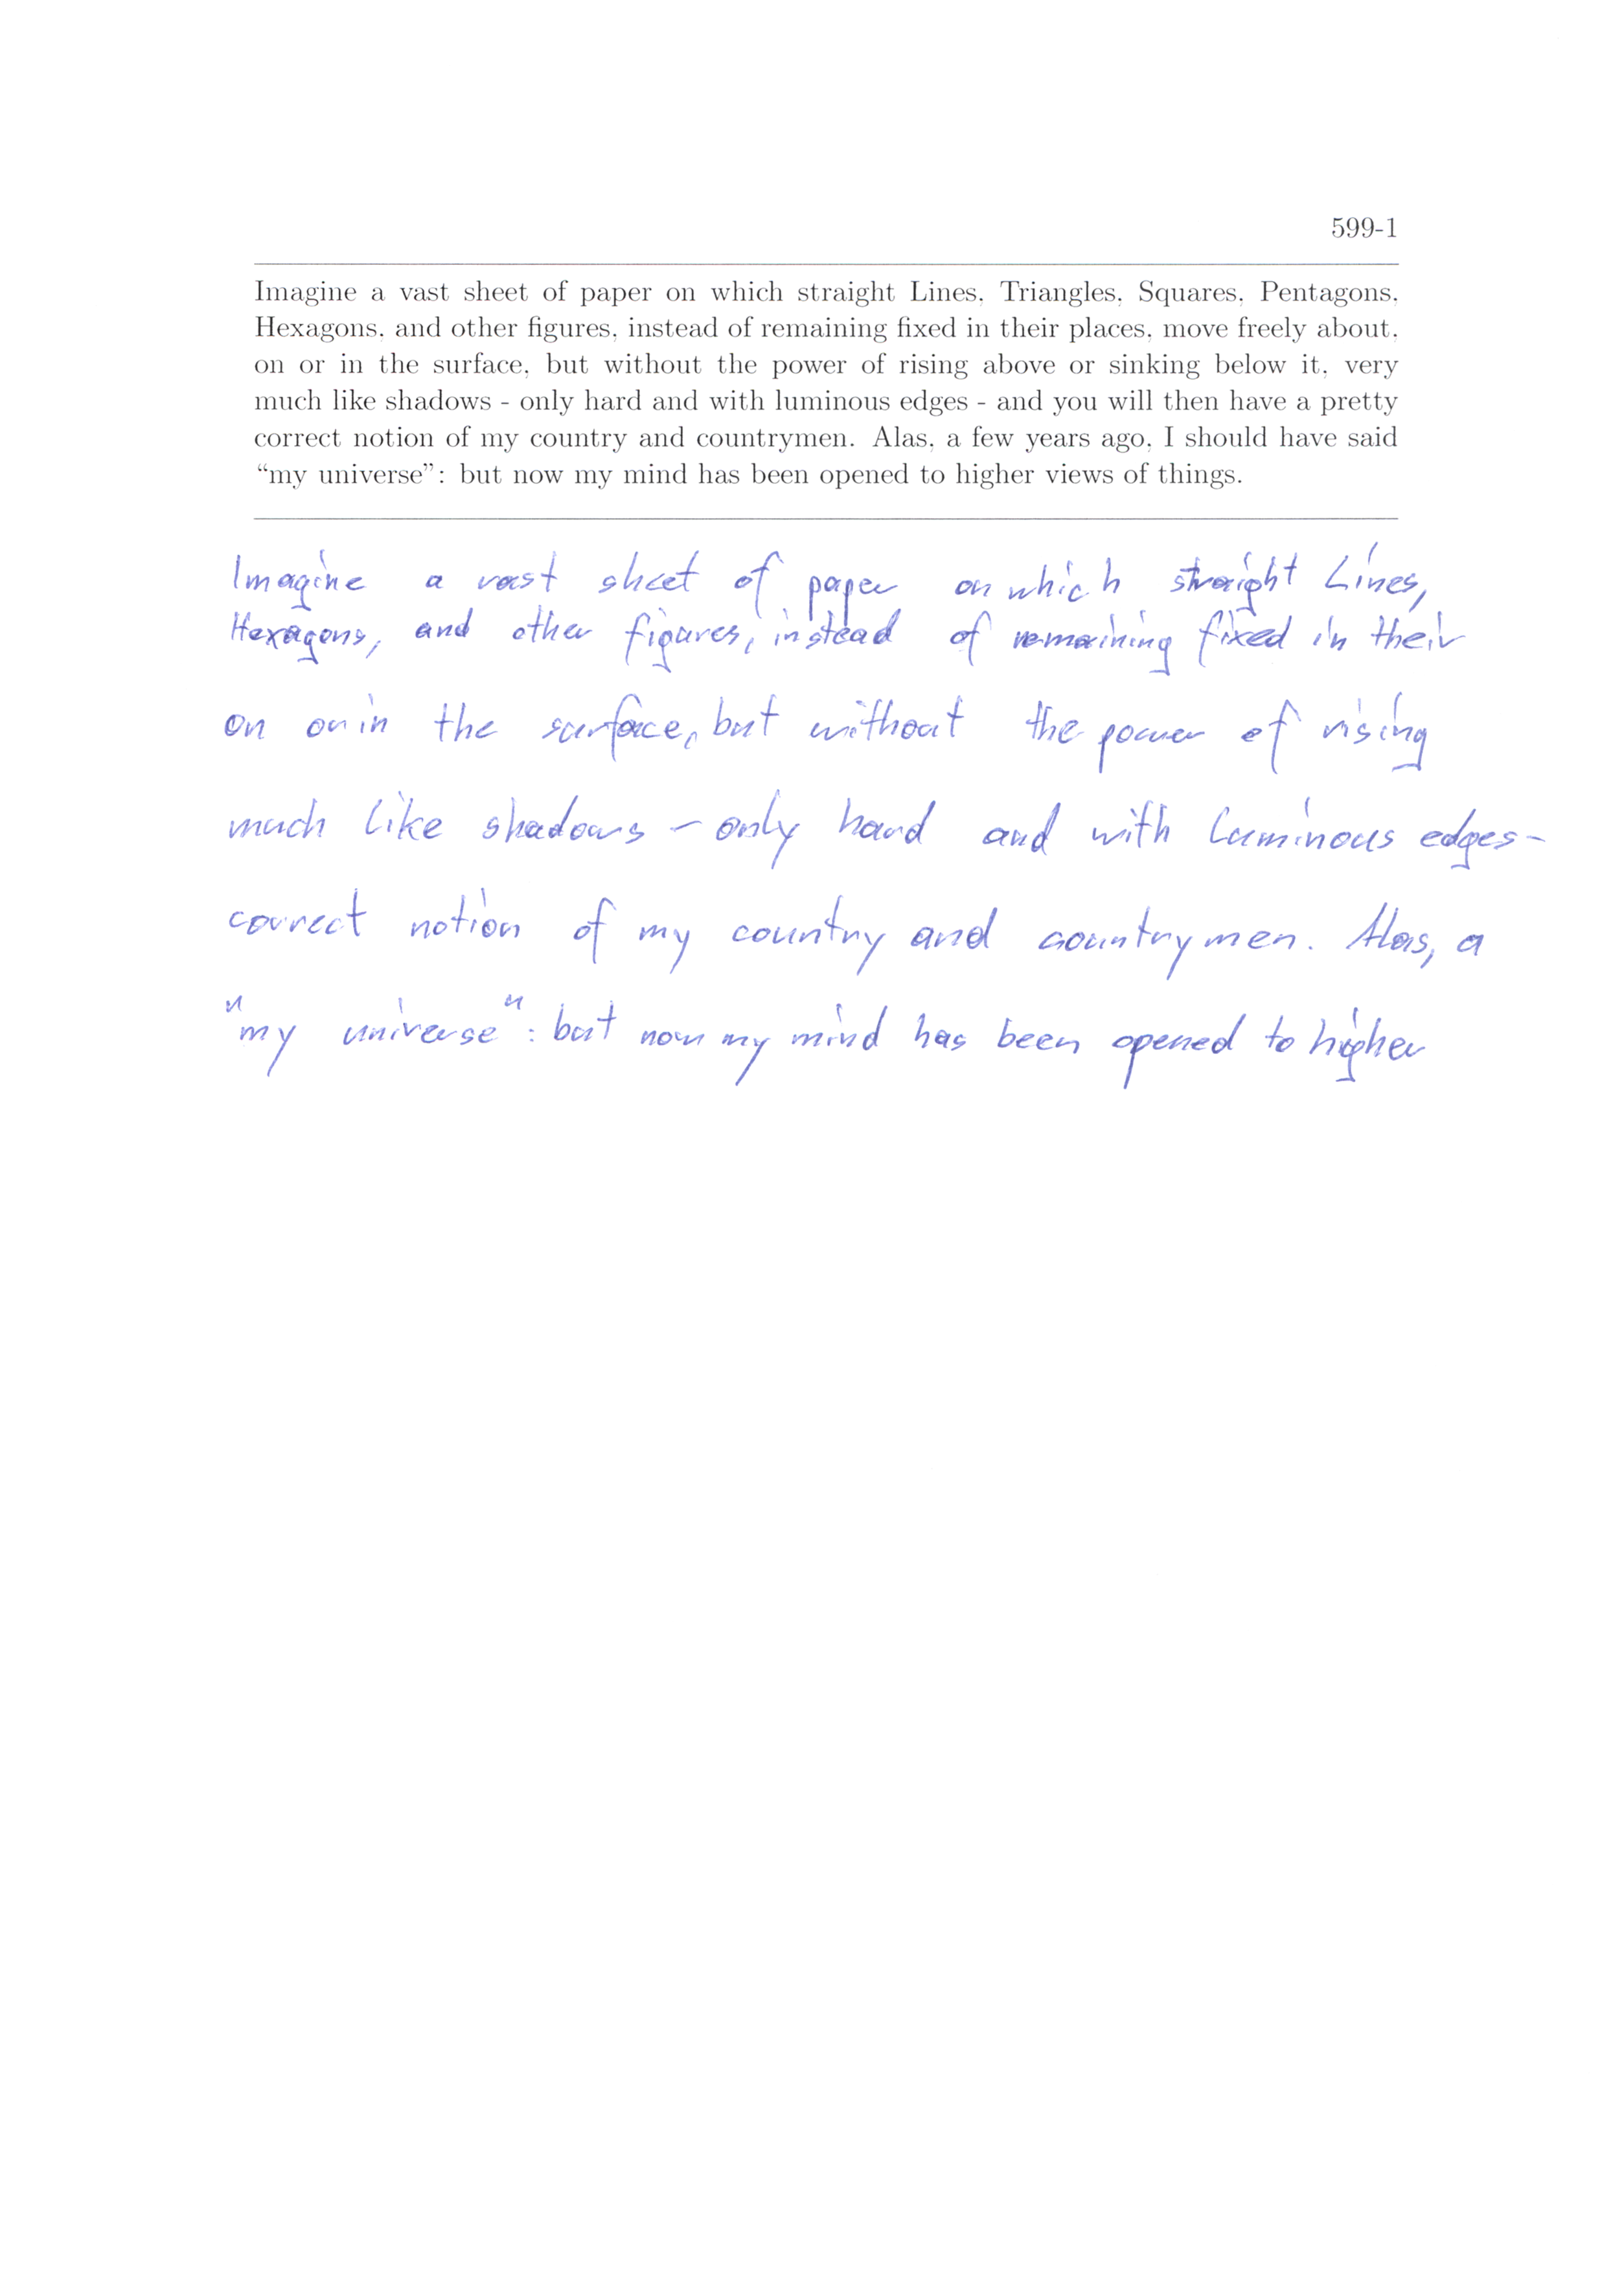 599-1
Imagine a vast sheet of paper on which straight Lines, Triangles, Squares, Pentagons,
Hexagons, and other figures, instead of remaining fixed in their places, move freely about,
on or in the surface, but without the power of rising above or sinking below it, very
much like shadows - only hard and with luminous edges - and you will then have a pretty
correct notion of my country and countrymen. Alas, a few years ago, I should have said
“my universe”: but now my mind has been opened to higher views of things.
Imagine a vast sheet of paper on which straight Lines,
Hexagons, and other figures, instead of remaining fixed in their
on or in the surface, but without the power of rising
much like shadows - only hard and with luminous edges -
correct notion of my country and countrymen. Alas, a
"my universe": but now my mind has been opened to higher